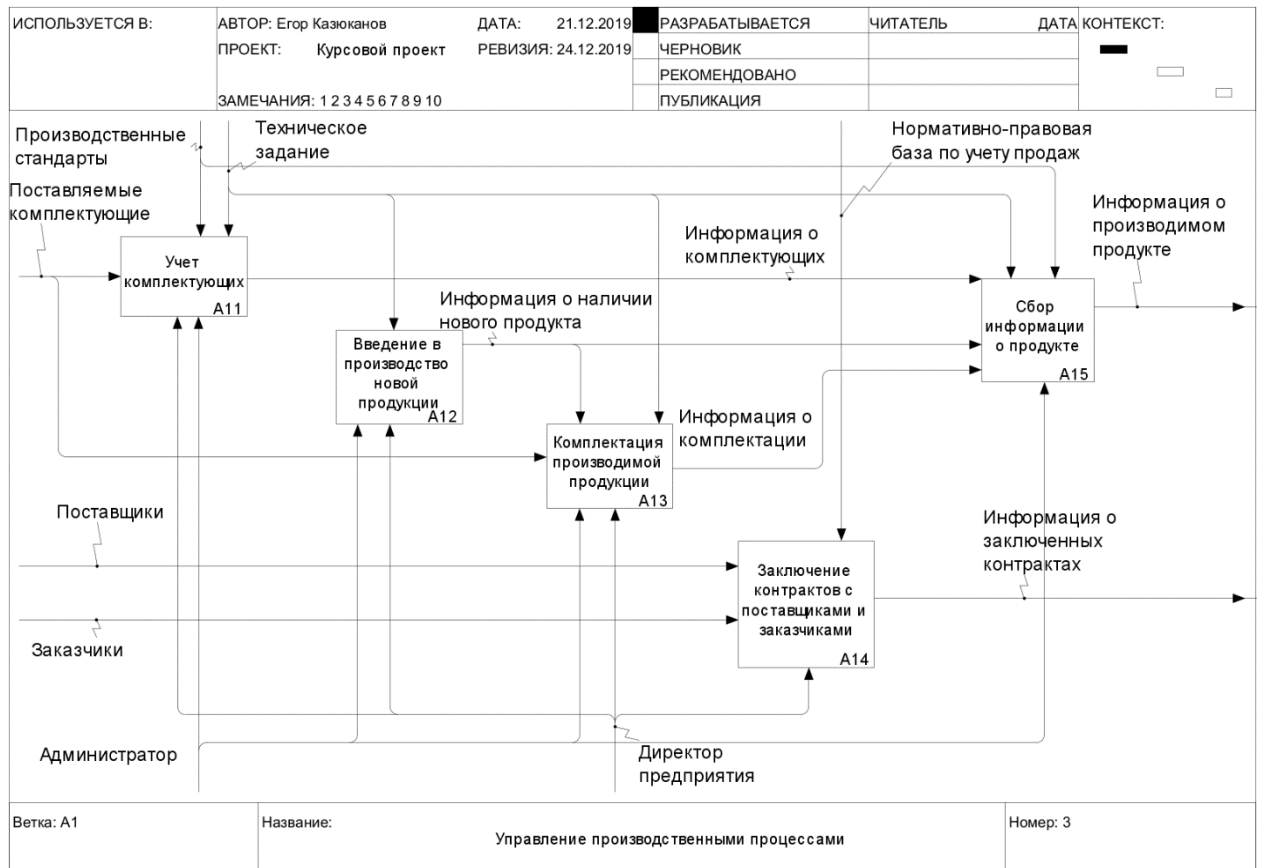 ИСПОЛЬЗУЕТСЯ В:
АВТОР: Егор Казюканов
ДАТА: 21.12.2019
РАЗРАБАТЫВАЕТСЯ
ЧИТАТЕЛЬ
ДАТА
КОНТЕКСТ:
ПРОЕКТ: Курсовой проект
РЕВИЗИЯ: 24.12.2019
ЧЕРНОВИК
РЕКОМЕНДОВАНО
ЗАМЕЧАНИЯ: 1 2 3 4 5 6 7 8 9 10
ПУБЛИКАЦИЯ
Производственные
стандарты
Техническое
задание
Нормативно-правовая
база по учету продаж
Поставляемые
комплектующие
Информация о
производимом
продукте
Информация о
комплектующих
Учет
комплектующих
A11
Информация о наличии
нового продукта
Сбор
информации
о продукте
A15
Введение в
производство
новой
продукции
A12
Информация о
комплектации
Комплектация
производимой
продукции
A13
Поставщики
Информация о
заключенных
контрактах
Заключение
контрактов с
поставщиками и
заказчиками
A14
Заказчики
Администратор
Директор
предприятия
Ветка: A1
Название:
Управление производственными процессами
Номер: 3